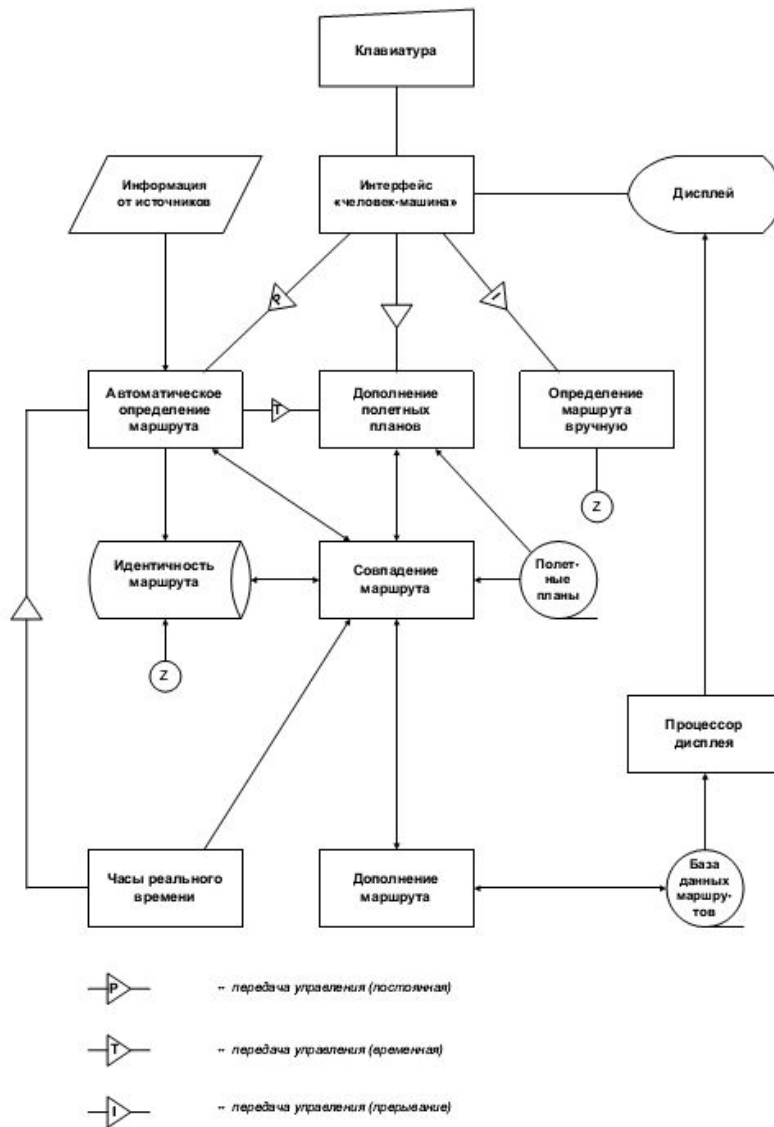 Клавиатура
Информация
от источников
Интерфейс
«человек-машина»
Дисплей
P
I
Автоматическое
определение
маршрута
T
Дополнение
полетных
планов
Определение
маршрута
вручную
Z
Идентичность
маршрута
Совпадение
маршрута
Полет-
ные
планы
Z
Процессор
дисплея
Часы реального
времени
Дополнение
маршрута
База
данных
маршру-
тов
P -- передача управления (постоянная)
T -- передача управления (временная)
I -- передача управления (прерывание)